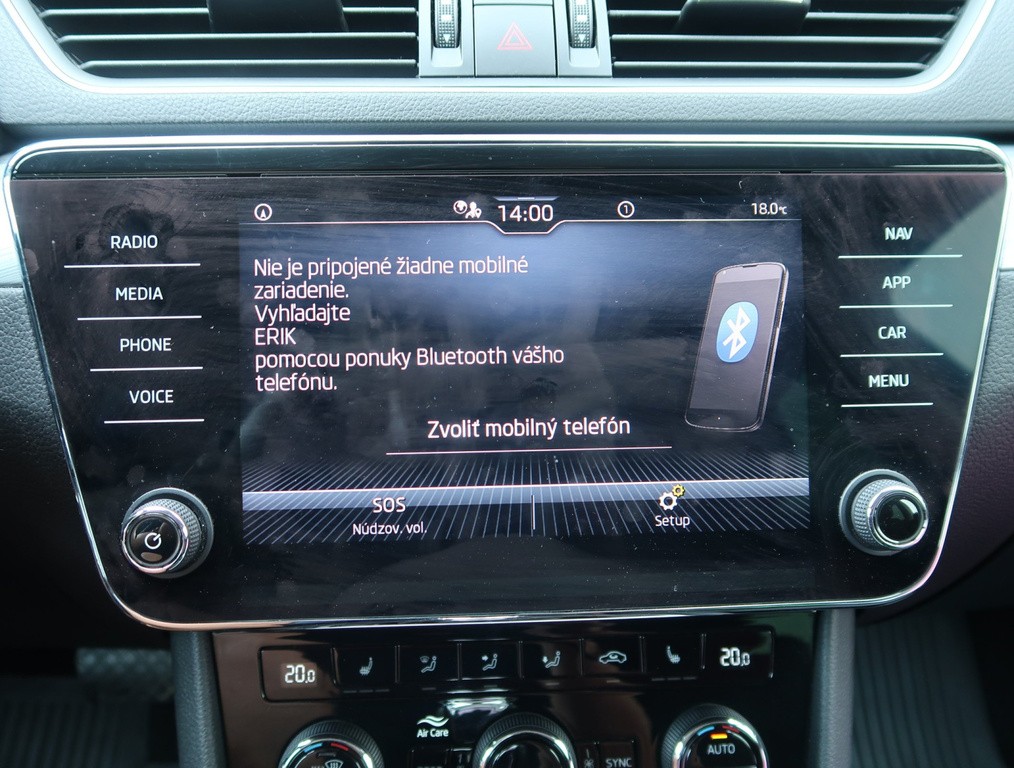 14:00
1
18.0°C
RADIO
MEDIA
PHONE
VOICE
Nie je pripojené žiadne mobilné
zariadenie.
Vyhľadajte
ERIK
pomocou ponuky Bluetooth vášho
telefónu.
Zvoliť mobilný telefón
SOS
Núdzov. vol.
Setup
NAV
APP
CAR
MENU
20.0
20.0
Air Care
SYNC
AUTO